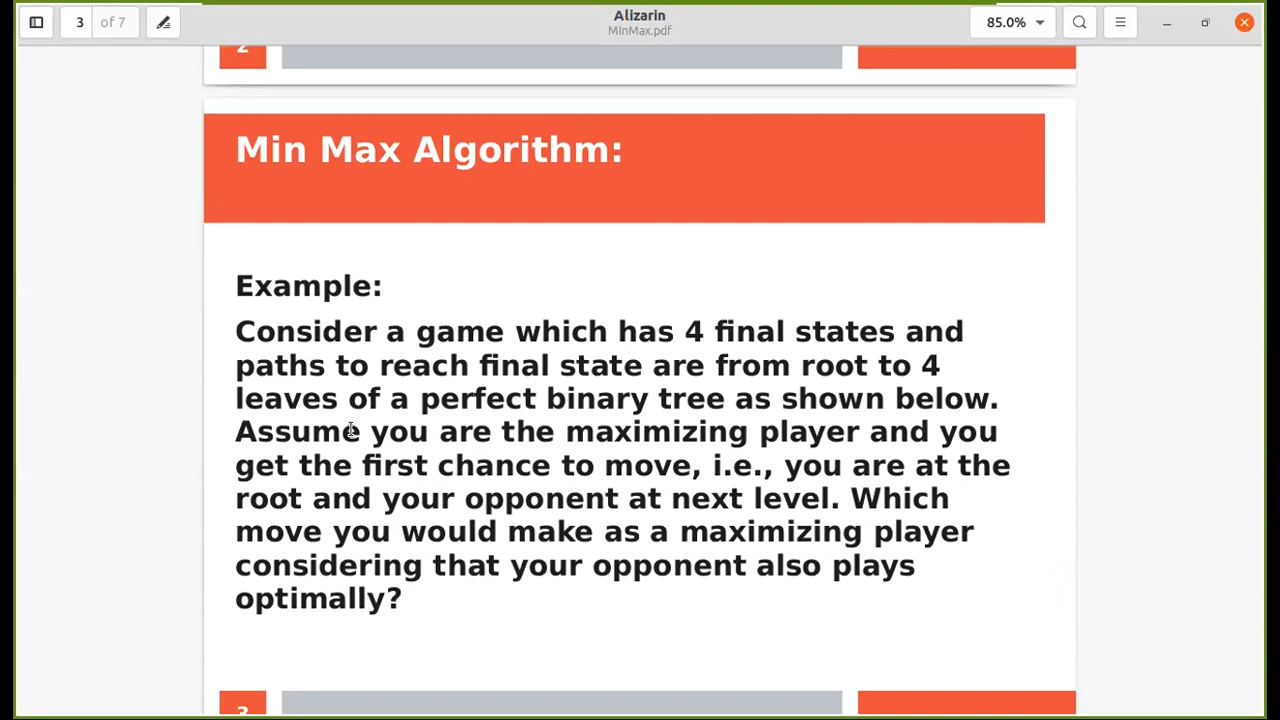 3 of 7
Alizarin
MInMax.pdf
85.0%
2
Min Max Algorithm:
Example:
Consider a game which has 4 final states and
paths to reach final state are from root to 4
leaves of a perfect binary tree as shown below.
Assume you are the maximizing player and you
get the first chance to move, i.e., you are at the
root and your opponent at next level. Which
move you would make as a maximizing player
considering that your opponent also plays
optimally?
3